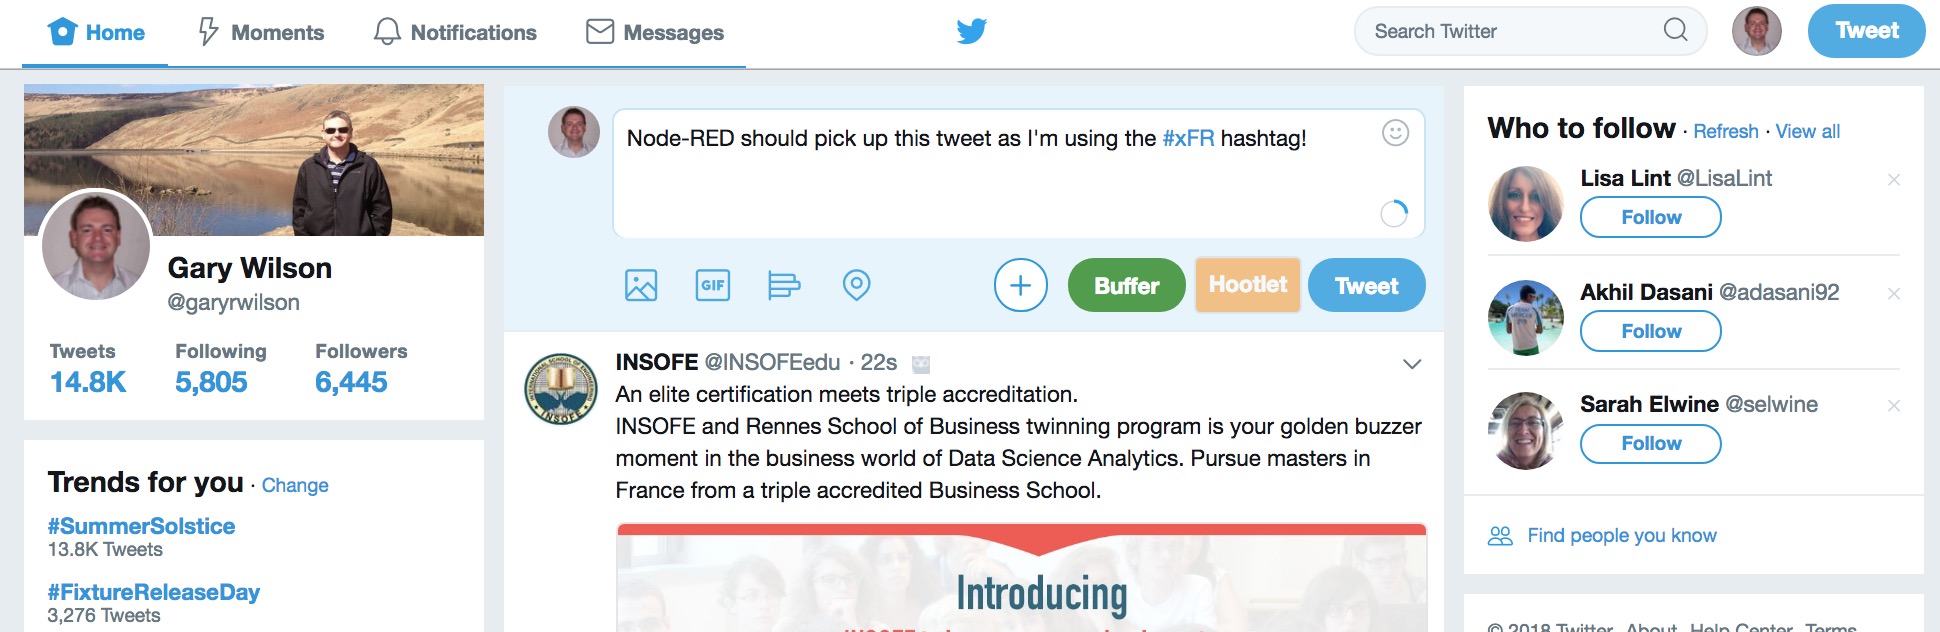 Home Moments Notifications Messages
Search Twitter
Tweet
Gary Wilson
@garyrwilson
Tweets Following Followers
14.8K 5,805 6,445
Trends for you · Change
#SummerSolstice
13.8K Tweets
#FixtureReleaseDay
3,276 Tweets
Node-RED should pick up this tweet as I'm using the #xFR hashtag!
GIF
Buffer Hootlet Tweet
INSOFE @INSOFEedu · 22s
An elite certification meets triple accreditation.
INSOFE and Rennes School of Business twinning program is your golden buzzer
moment in the business world of Data Science Analytics. Pursue masters in
France from a triple accredited Business School.
Introducing
Who to follow · Refresh · View all
Lisa Lint @LisaLint
Follow
Akhil Dasani @adasani92
Follow
Sarah Elwine @selwine
Follow
Find people you know
© 2018 Twitter About Help Center Terms